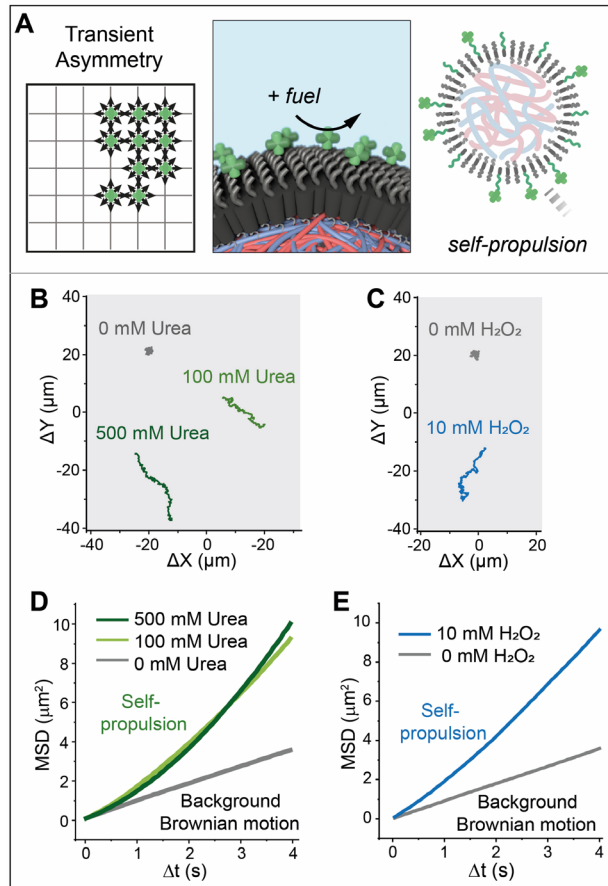 A
Transient
Asymmetry
+ fuel
self-propulsion
B
40
20
0
-20
-40
ΔY (µm)
0 mM Urea
100 mM Urea
500 mM Urea
-40 -20 0 -20 -20
ΔX (µm)
C
40
20
0
-20
-40
ΔY (µm)
0 mM H₂O₂
10 mM H₂O₂
-20 0 20
ΔX (µm)
D
10
8
6
4
2
0
MSD (µm²)
500 mM Urea
100 mM Urea
0 mM Urea
Self-
propulsion
Background
Brownian motion
0 1 2 3 4
Δt (s)
E
10
8
6
4
2
0
MSD (µm²)
10 mM H₂O₂
0 mM H₂O₂
Self-
propulsion
Background
Brownian motion
0 1 2 3 4
Δt (s)